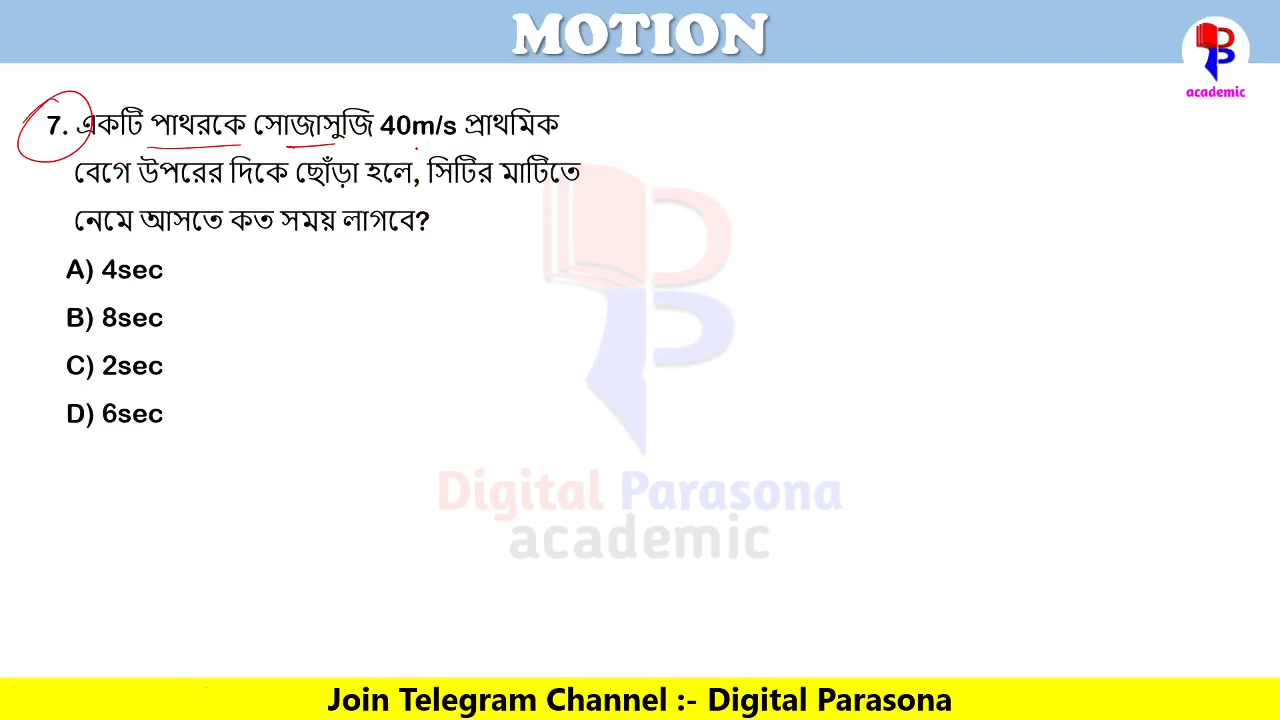 MOTION
academic
7. একটি পাথরকে সোজাসুজি 40m/s প্রাথমিক
বেগে উপরের দিকে ছোঁড়া হলে, সিটির মাটিতে
নেমে আসতে কত সময় লাগবে?
A) 4sec
B) 8sec
C) 2sec
D) 6sec
Digital Parasona
academic
Join Telegram Channel :- Digital Parasona